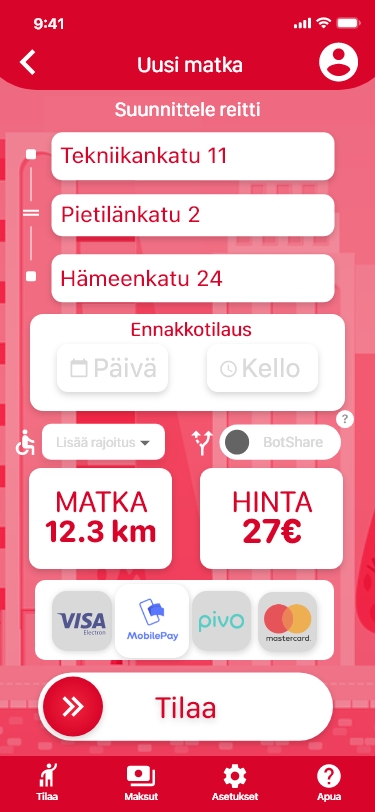 9:41
Uusi matka
Suunnittele reitti
Tekniikankatu 11
Pietilänkatu 2
Hämeenkatu 24
Ennakkotilaus
Päivä Kello
?
Lisää rajoitus BotShare
MATKA HINTA
12.3 km 27€
VISA Electron MobilePay pivo mastercard.
Tilaa
Tilaa Maksut Asetukset Apua